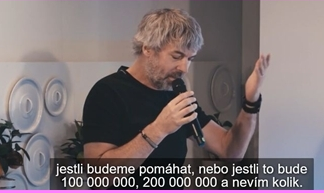 jestli budeme pomáhat, nebo jestli to bude
100 000 000, 200 000 000 a nevím kolik.